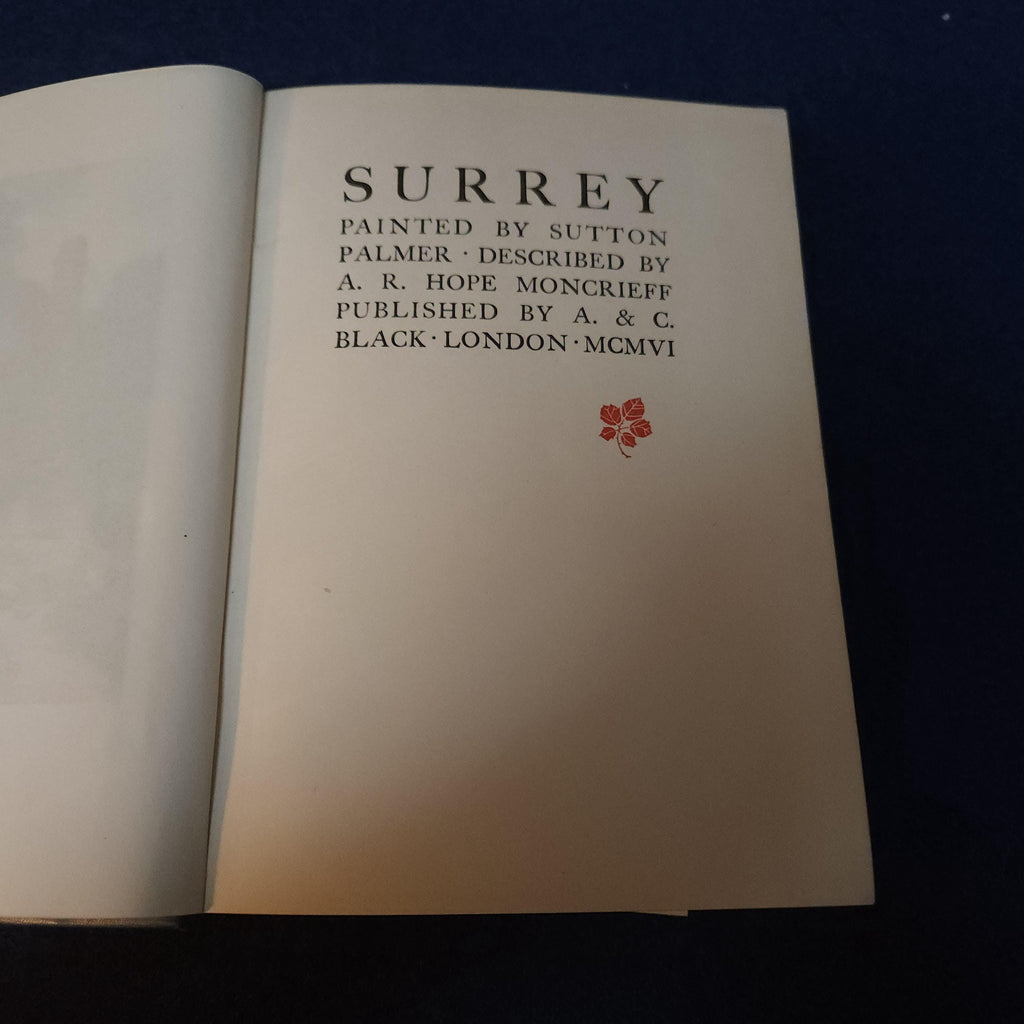 SURREY
PAINTED BY SUTTON
PALMER · DESCRIBED BY
A. R. HOPE MONCRIEFF
PUBLISHED BY A. & C.
BLACK · LONDON · MCMVI